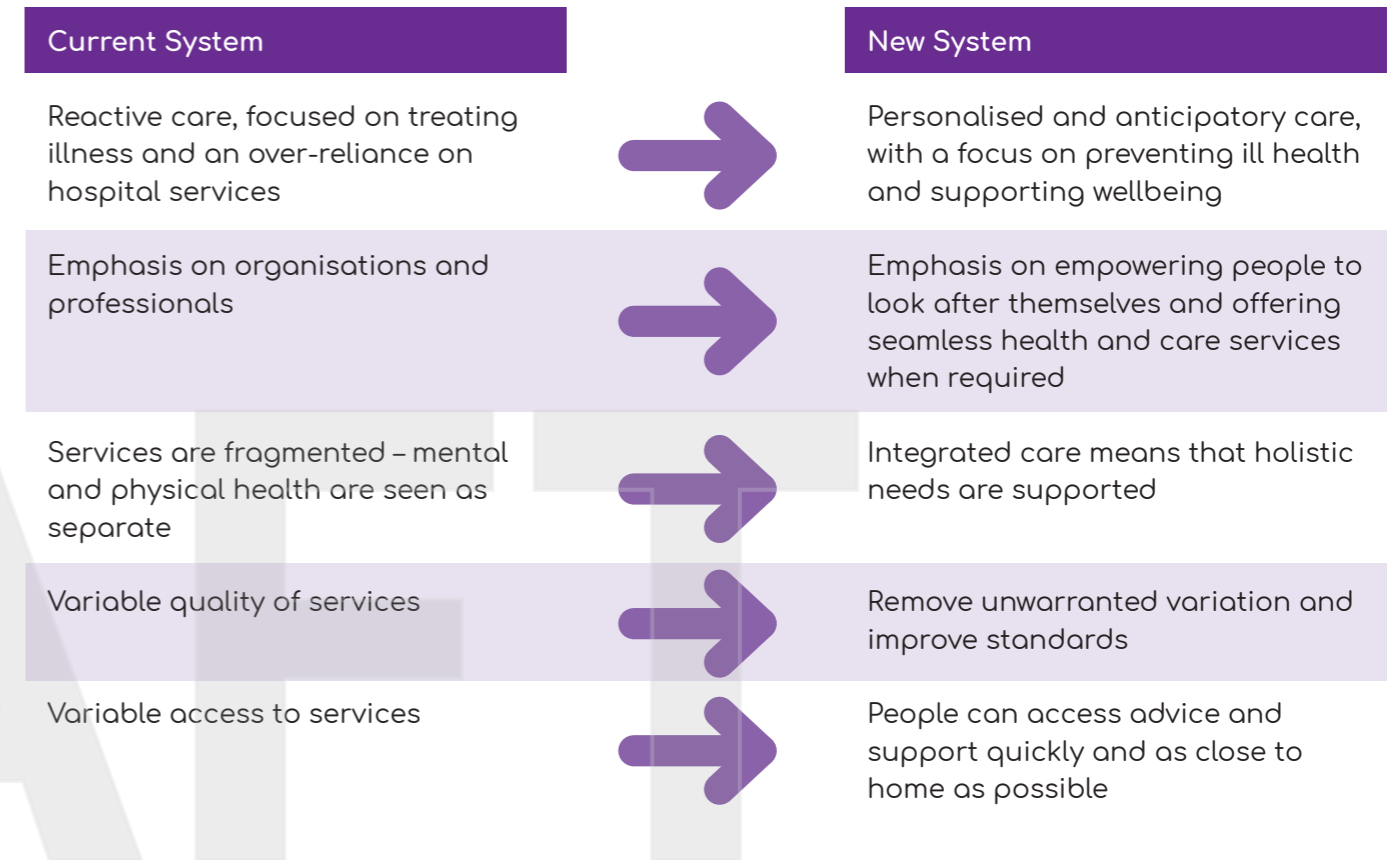 Current System
New System
Reactive care, focused on treating
illness and an over-reliance on
hospital services
Personalised and anticipatory care,
with a focus on preventing ill health
and supporting wellbeing
Emphasis on organisations and
professionals
Emphasis on empowering people to
look after themselves and offering
seamless health and care services
when required
Services are fragmented – mental
and physical health are seen as
separate
Integrated care means that holistic
needs are supported
Variable quality of services
Remove unwarranted variation and
improve standards
Variable access to services
People can access advice and
support quickly and as close to
home as possible
AFT